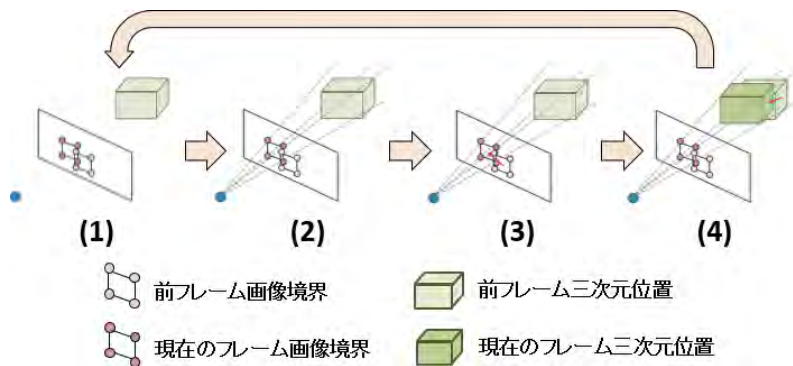 (1) (2) (3) (4)
前フレーム画像境界 前フレーム三次元位置
現在のフレーム画像境界 現在のフレーム三次元位置